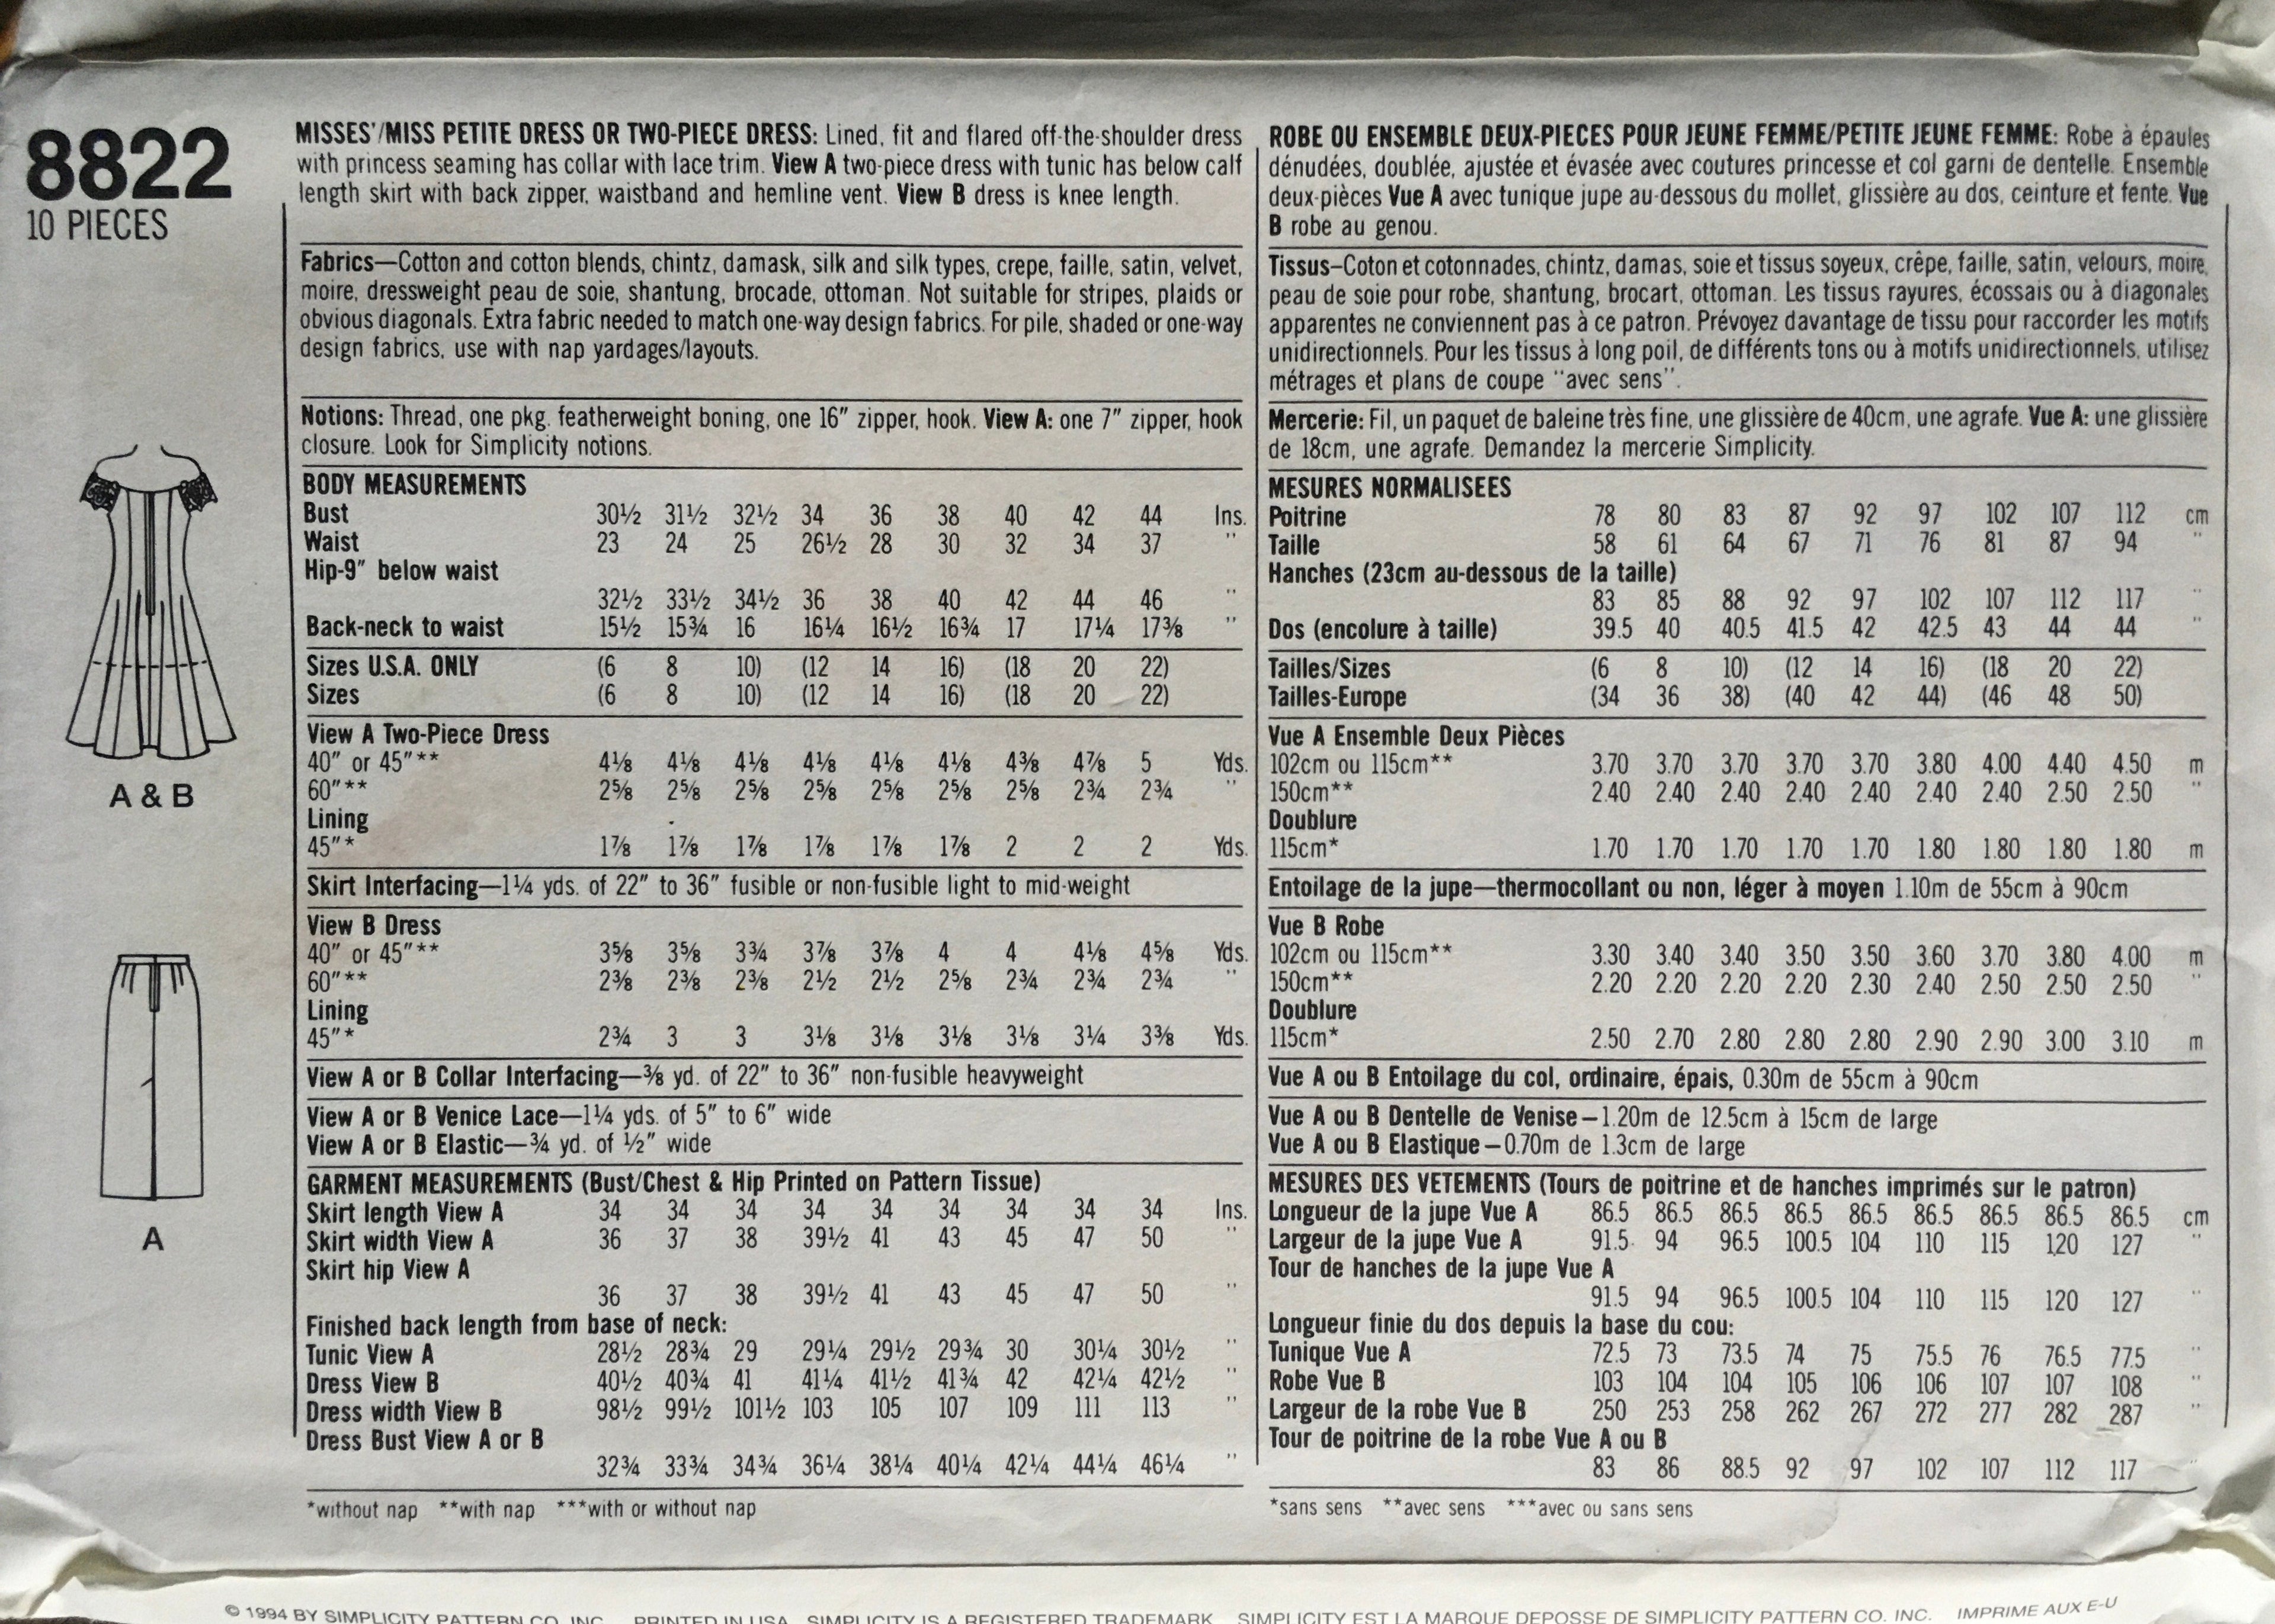 8822
10 PIECES
A & B
A
MISSES'/MISS PETITE DRESS OR TWO-PIECE DRESS: Lined, fit and flared off-the-shoulder dress
with princess seaming has collar with lace trim. View A two-piece dress with tunic has below calf
length skirt with back zipper, waistband and hemline vent. View B dress is knee length.
Fabrics—Cotton and cotton blends, chintz, damask, silk and silk types, crepe, faille, satin, velvet,
moire, dressweight peau de soie, shantung, brocade, ottoman. Not suitable for stripes, plaids or
obvious diagonals. Extra fabric needed to match one-way design fabrics. For pile, shaded or one-way
design fabrics, use with nap yardages/layouts.
Notions: Thread, one pkg. featherweight boning, one 16" zipper, hook. View A: one 7" zipper, hook
closure. Look for Simplicity notions.
BODY MEASUREMENTS
Bust 30½ 31½ 32½ 34 36 38 40 42 44 Ins.
Waist 23 24 25 26½ 28 30 32 34 37 "
Hip-9" below waist
32½ 33½ 34½ 36 38 40 42 44 46 "
Back-neck to waist 15½ 15¾ 16 16¼ 16½ 16¾ 17 17¼ 17⅜ "
Sizes U.S.A. ONLY (6 8 10) (12 14 16) (18 20 22)
Sizes (6 8 10) (12 14 16) (18 20 22)
View A Two-Piece Dress
40" or 45"** 4⅛ 4⅛ 4⅛ 4⅛ 4⅛ 4⅛ 4⅜ 4⅞ 5 Yds.
60"** 2⅝ 2⅝ 2⅝ 2⅝ 2⅝ 2⅝ 2⅝ 2¾ 2¾ "
Lining
45"* 1⅞ 1⅞ 1⅞ 1⅞ 1⅞ 1⅞ 2 2 2 Yds.
Skirt Interfacing—1¼ yds. of 22" to 36" fusible or non-fusible light to mid-weight
View B Dress
40" or 45"** 3⅝ 3⅝ 3¾ 3⅞ 3⅞ 4 4 4⅛ 4⅝ Yds.
60"** 2⅜ 2⅜ 2⅜ 2½ 2½ 2⅝ 2¾ 2¾ 2¾ "
Lining
45"* 2¾ 3 3 3⅛ 3⅛ 3⅛ 3⅛ 3¼ 3⅜ Yds.
View A or B Collar Interfacing—⅜ yd. of 22" to 36" non-fusible heavyweight
View A or B Venice Lace—1¼ yds. of 5" to 6" wide
View A or B Elastic—¾ yd. of ½" wide
GARMENT MEASUREMENTS (Bust/Chest & Hip Printed on Pattern Tissue)
Skirt length View A 34 34 34 34 34 34 34 34 34 Ins.
Skirt width View A 36 37 38 39½ 41 43 45 47 50 "
Skirt hip View A
36 37 38 39½ 41 43 45 47 50 "
Finished back length from base of neck:
Tunic View A 28½ 28¾ 29 29¼ 29½ 29¾ 30 30¼ 30½ "
Dress View B 40½ 40¾ 41 41¼ 41½ 41¾ 42 42¼ 42½ "
Dress width View B 98½ 99½ 101½ 103 105 107 109 111 113 "
Dress Bust View A or B
32¾ 33¾ 34¾ 36¼ 38¼ 40¼ 42¼ 44¼ 46¼ "
*without nap **with nap ***with or without nap
ROBE OU ENSEMBLE DEUX-PIECES POUR JEUNE FEMME/PETITE JEUNE FEMME: Robe à épaules
dénudées, doublée, ajustée et évasée avec coutures princesse et col garni de dentelle. Ensemble
deux-pièces Vue A avec tunique jupe au-dessous du mollet, glissière au dos, ceinture et fente. Vue
B robe au genou.
Tissus–Coton et cotonnades, chintz, damas, soie et tissus soyeux, crêpe, faille, satin, velours, moire,
peau de soie pour robe, shantung, brocart, ottoman. Les tissus rayures, écossais ou à diagonales
apparentes ne conviennent pas à ce patron. Prévoyez davantage de tissu pour raccorder les motifs
unidirectionnels. Pour les tissus à long poil, de différents tons ou à motifs unidirectionnels, utilisez
métrages et plans de coupe "avec sens".
Mercerie: Fil, un paquet de baleine très fine, une glissière de 40cm, une agrafe. Vue A: une glissière
de 18cm, une agrafe. Demandez la mercerie Simplicity.
MESURES NORMALISEES
Poitrine 78 80 83 87 92 97 102 107 112 cm
Taille 58 61 64 67 71 76 81 87 94 "
Hanches (23cm au-dessous de la taille)
83 85 88 92 97 102 107 112 117 "
Dos (encolure à taille) 39.5 40 40.5 41.5 42 42.5 43 44 44 "
Tailles/Sizes (6 8 10) (12 14 16) (18 20 22)
Tailles-Europe (34 36 38) (40 42 44) (46 48 50)
Vue A Ensemble Deux Pièces
102cm ou 115cm** 3.70 3.70 3.70 3.70 3.70 3.80 4.00 4.40 4.50 m
150cm** 2.40 2.40 2.40 2.40 2.40 2.40 2.40 2.50 2.50 "
Doublure
115cm* 1.70 1.70 1.70 1.70 1.70 1.80 1.80 1.80 1.80 m
Entoilage de la jupe—thermocollant ou non, léger à moyen 1.10m de 55cm à 90cm
Vue B Robe
102cm ou 115cm** 3.30 3.40 3.40 3.50 3.50 3.60 3.70 3.80 4.00 m
150cm** 2.20 2.20 2.20 2.20 2.30 2.40 2.50 2.50 2.50 "
Doublure
115cm* 2.50 2.70 2.80 2.80 2.80 2.90 2.90 3.00 3.10 m
Vue A ou B Entoilage du col, ordinaire, épais, 0.30m de 55cm à 90cm
Vue A ou B Dentelle de Venise–1.20m de 12.5cm à 15cm de large
Vue A ou B Elastique–0.70m de 1.3cm de large
MESURES DES VETEMENTS (Tours de poitrine et de hanches imprimés sur le patron)
Longueur de la jupe Vue A 86.5 86.5 86.5 86.5 86.5 86.5 86.5 86.5 86.5 cm
Largeur de la jupe Vue A 91.5 94 96.5 100.5 104 110 115 120 127 "
Tour de hanches de la jupe Vue A
91.5 94 96.5 100.5 104 110 115 120 127 "
Longueur finie du dos depuis la base du cou:
Tunique Vue A 72.5 73 73.5 74 75 75.5 76 76.5 77.5 "
Robe Vue B 103 104 104 105 106 106 107 107 108 "
Largeur de la robe Vue B 250 253 258 262 267 272 277 282 287 "
Tour de poitrine de la robe Vue A ou B
83 86 88.5 92 97 102 107 112 117 "
*sans sens **avec sens ***avec ou sans sens
© 1994 BY SIMPLICITY PATTERN CO. INC. PRINTED IN USA SIMPLICITY IS A REGISTERED TRADEMARK SIMPLICITY EST LA MARQUE DEPOSSE DE SIMPLICITY PATTERN CO. INC. IMPRIME AUX E-U